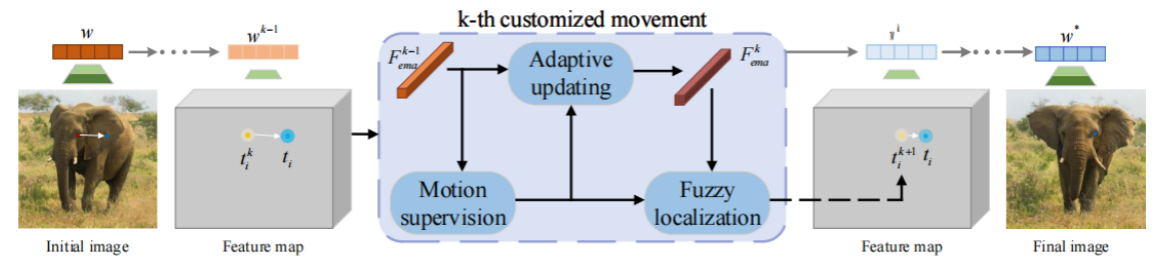 k-th customized movement
w
w^{k-1}
F_{ema}^{k-1}
Adaptive
updating
F_{ema}^{k}
w^{*}
t_i^k
t_i
Motion
supervision
Fuzzy
localization
t_i^{k+1}
t_i
Initial image
Feature map
Feature map
Final image